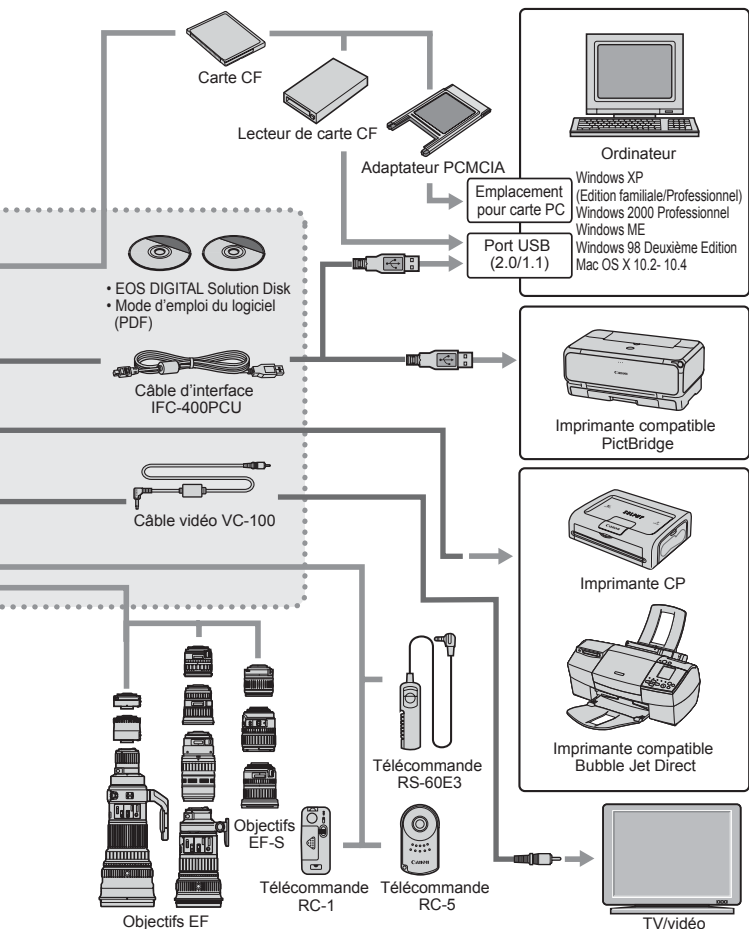 Carte CF
Lecteur de carte CF
Adaptateur PCMCIA
Ordinateur
Emplacement
pour carte PC
Port USB
(2.0/1.1)
Windows XP
(Edition familiale/Professionnel)
Windows 2000 Professionnel
Windows ME
Windows 98 Deuxième Edition
Mac OS X 10.2- 10.4
• EOS DIGITAL Solution Disk
• Mode d'emploi du logiciel
(PDF)
Câble d'interface
IFC-400PCU
Canon
Imprimante compatible
PictBridge
Câble vidéo VC-100
Canon
Imprimante CP
Imprimante compatible
Bubble Jet Direct
Télécommande
RS-60E3
Objectifs
EF-S
Canon
Télécommande
RC-1
Télécommande
RC-5
Objectifs EF
TV/vidéo